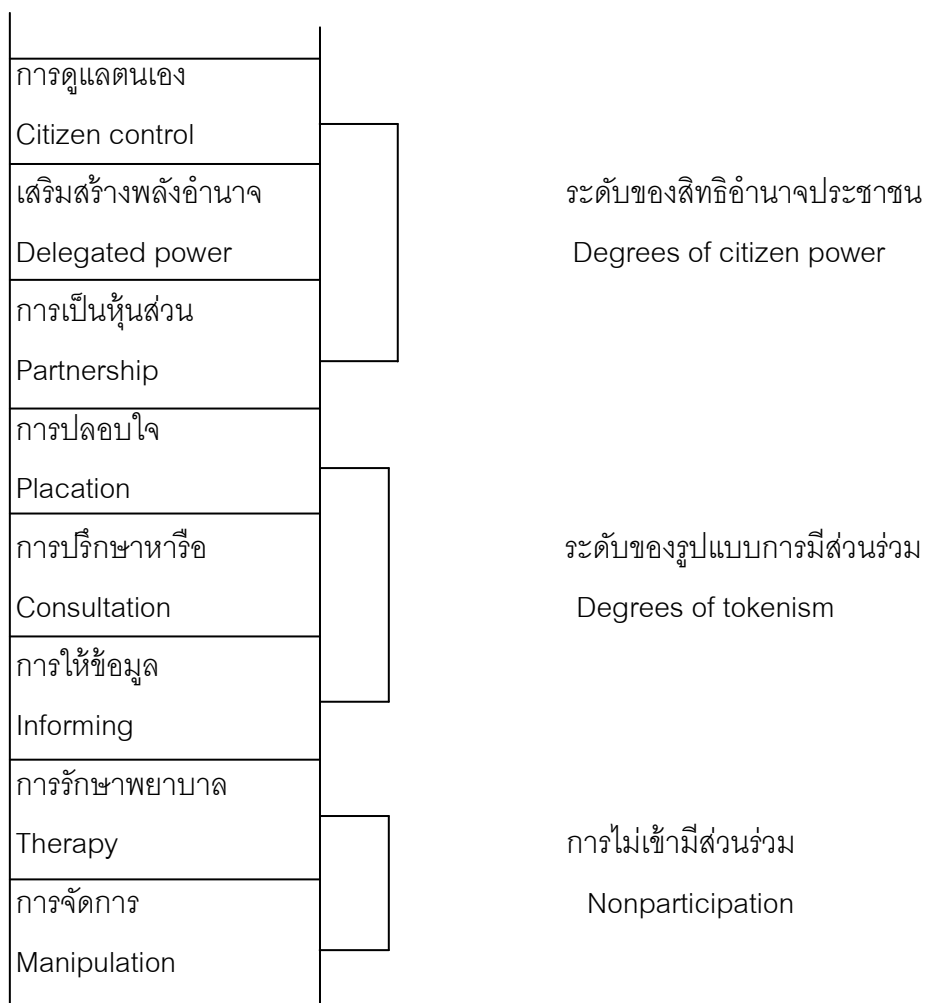 การดูแลตนเอง
Citizen control
เสริมสร้างพลังอำนาจ
Delegated power
การเป็นหุ้นส่วน
Partnership
ระดับของสิทธิอำนาจประชาชน
Degrees of citizen power
การปลอบใจ
Placation
การปรึกษาหารือ
Consultation
การให้ข้อมูล
Informing
ระดับของรูปแบบการมีส่วนร่วม
Degrees of tokenism
การรักษาพยาบาล
Therapy
การจัดการ
Manipulation
การไม่เข้ามีส่วนร่วม
Nonparticipation